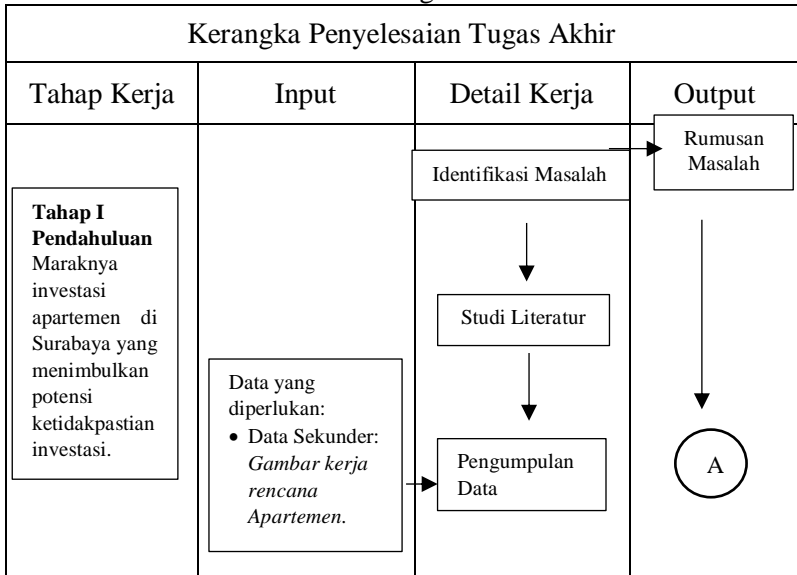 Kerangka Penyelesaian Tugas Akhir
Tahap Kerja
Input
Detail Kerja
Output
Tahap I
Pendahuluan
Maraknya
investasi
apartemen di
Surabaya yang
menimbulkan
potensi
ketidakpastian
investasi.
Data yang
diperlukan:
• Data Sekunder:
Gambar kerja
rencana
Apartemen.
Identifikasi Masalah
Studi Literatur
Pengumpulan
Data
Rumusan
Masalah
A